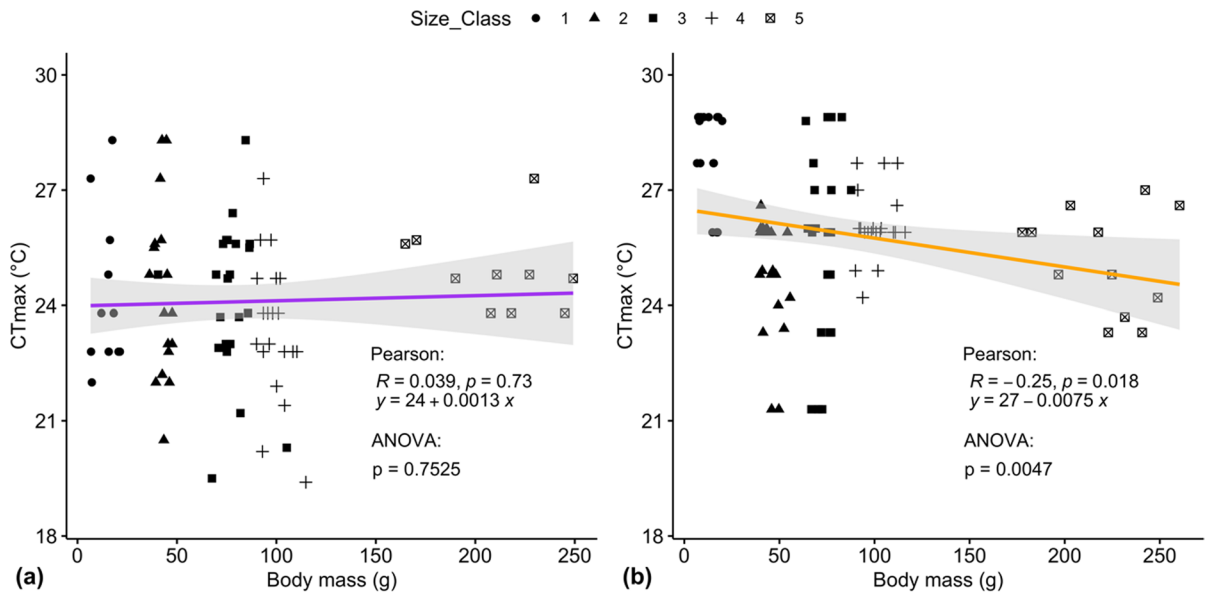 Size_Class 1 2 3 4 5
30
27
24
21
18
CTmax (°C)
0 50 100 150 200 250
Body mass (g)
(a)
Pearson:
R = 0.039, p = 0.73
y = 24 + 0.0013 x
ANOVA:
p = 0.7525
30
27
24
21
18
CTmax (°C)
0 50 100 150 200 250
Body mass (g)
(b)
Pearson:
R = −0.25, p = 0.018
y = 27 − 0.0075 x
ANOVA:
p = 0.0047